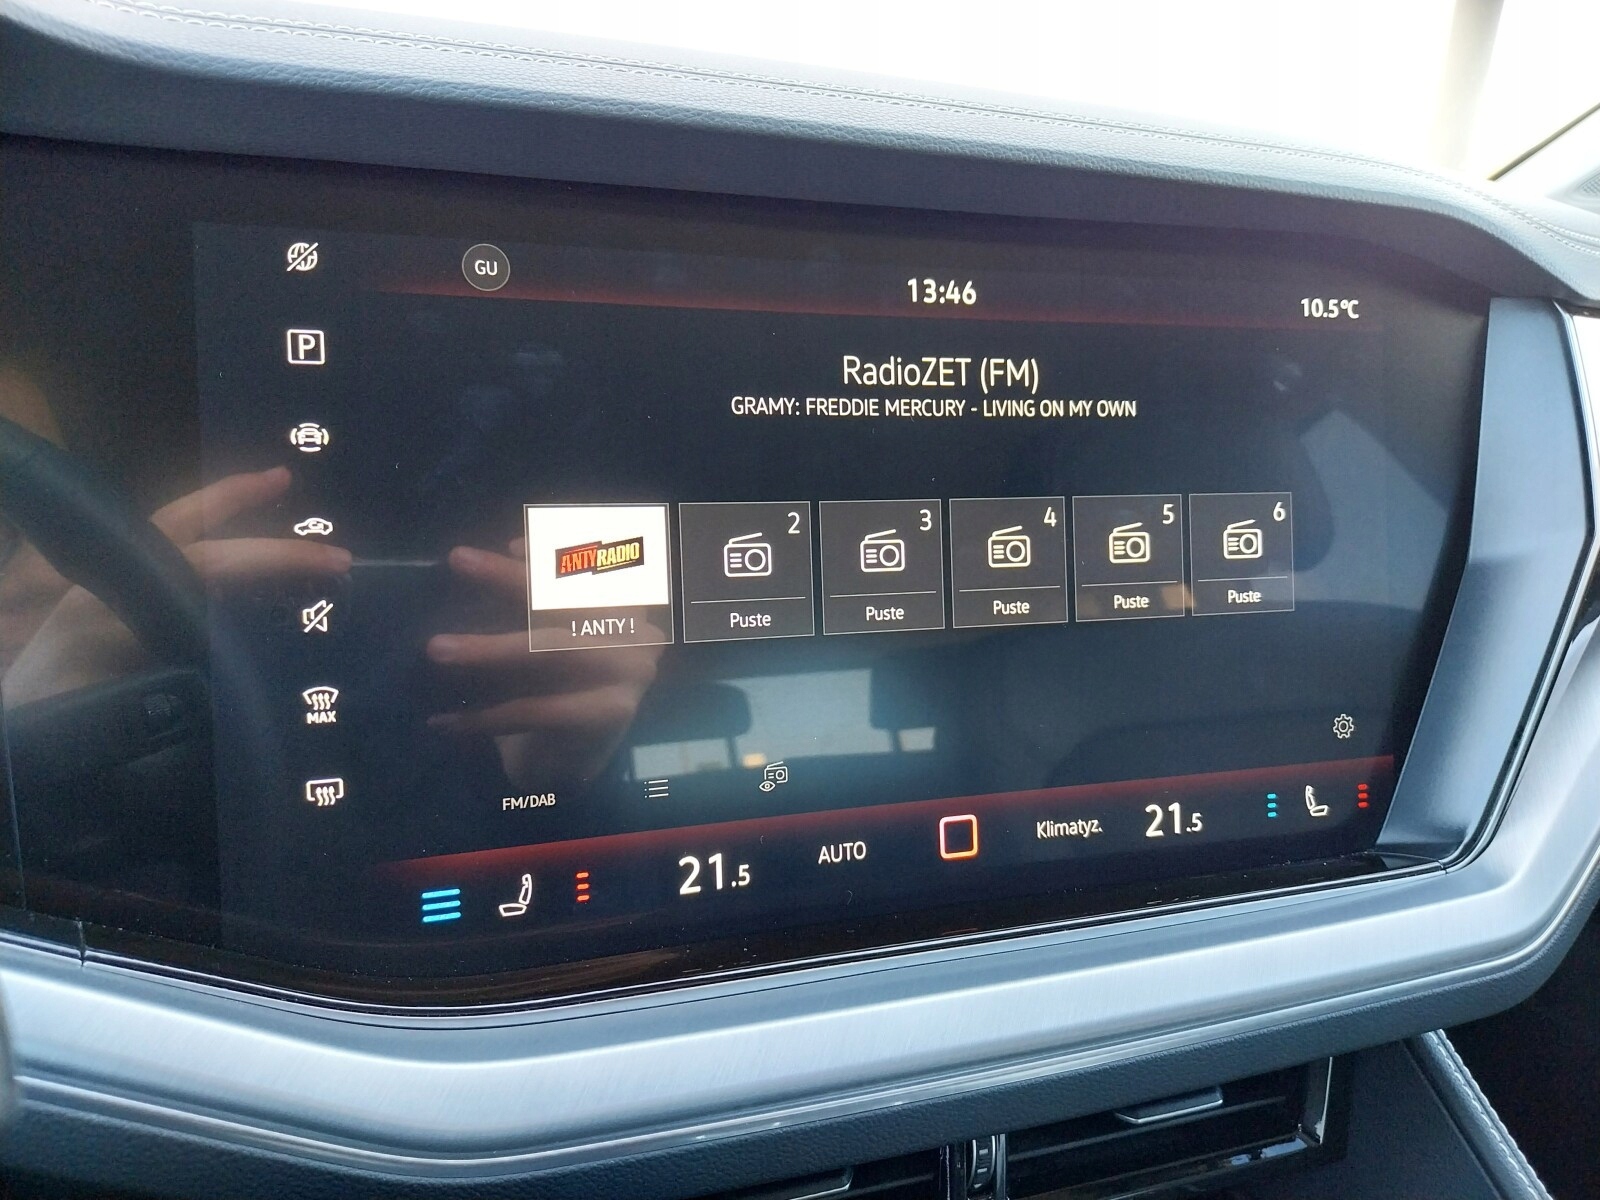 GU
13:46
10.5°C
P
RadioZET (FM)
GRAMY: FREDDIE MERCURY - LIVING ON MY OWN
ANTYRADIO
2
3
4
5
6
! ANTY !
Puste
Puste
Puste
Puste
Puste
MAX
FM/DAB
21.5
AUTO
Klimatyz.
21.5